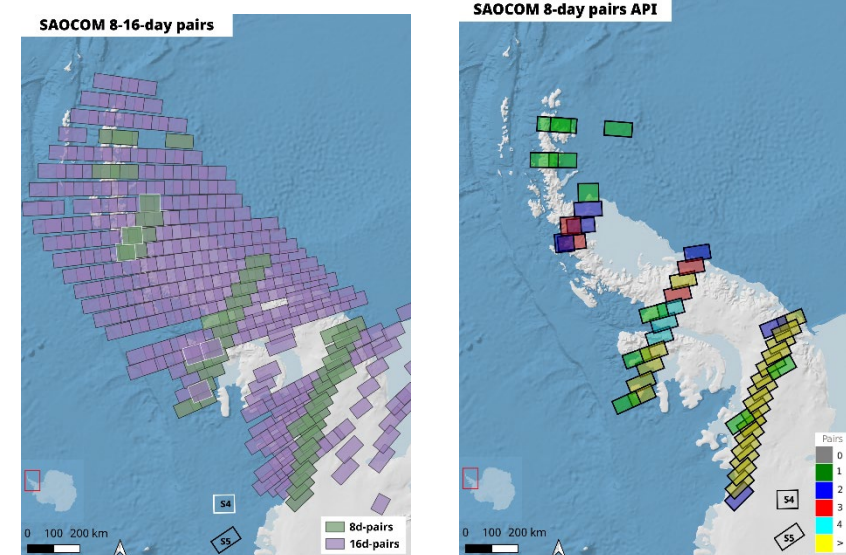 SAOCOM 8-16-day pairs
S4
S5
0 100 200 km
8d-pairs
16d-pairs
SAOCOM 8-day pairs API
Pairs
0
1
2
3
4
>
S4
S5
0 100 200 km